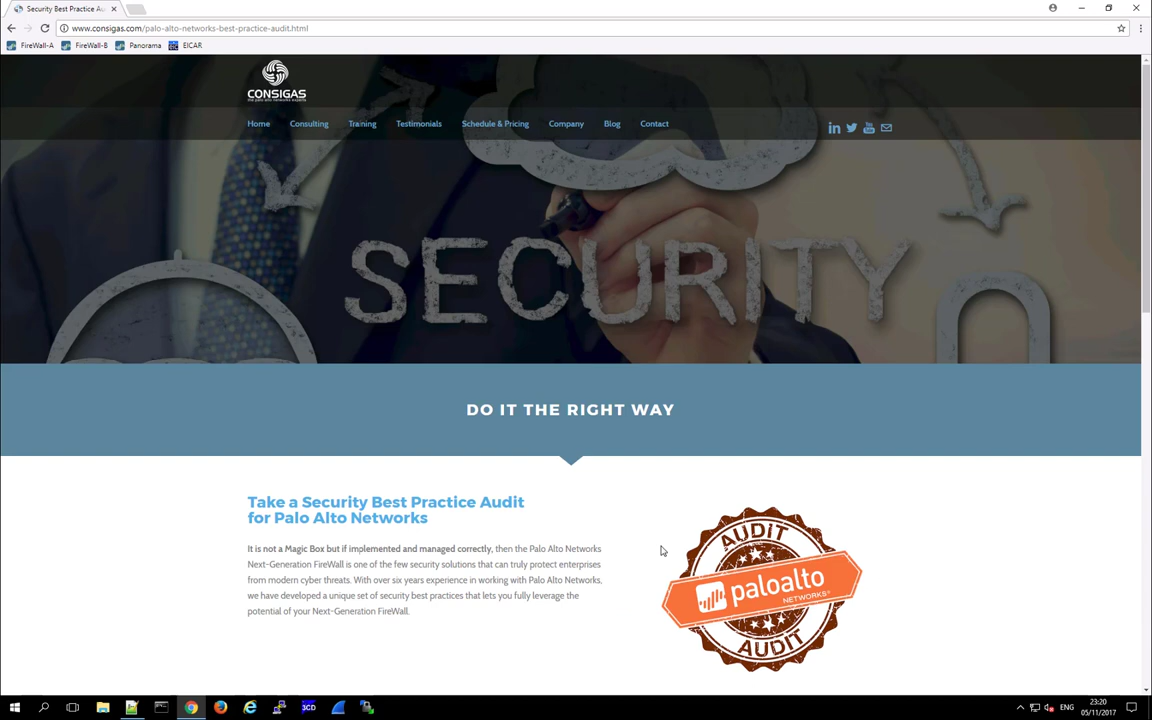 Security Best Practice A
www.consigas.com/palo-alto-networks-best-practice-audit.html
FireWall-A
FireWall-B
Panorama
EICAR
CONSIGAS
the palo alto networks experts
Home
Consulting
Training
Testimonials
Schedule & Pricing
Company
Blog
Contact
SECURITY
DO IT THE RIGHT WAY
Take a Security Best Practice Audit
for Palo Alto Networks
It is not a Magic Box but if implemented and managed correctly, then the Palo Alto Networks
Next-Generation FireWall is one of the few security solutions that can truly protect enterprises
from modern cyber threats. With over six years experience in working with Palo Alto Networks,
we have developed a unique set of security best practices that lets you fully leverage the
potential of your Next-Generation FireWall.
AUDIT
paloalto
NETWORKS®
AUDIT
3CD
ENG
23:20
05/11/2017